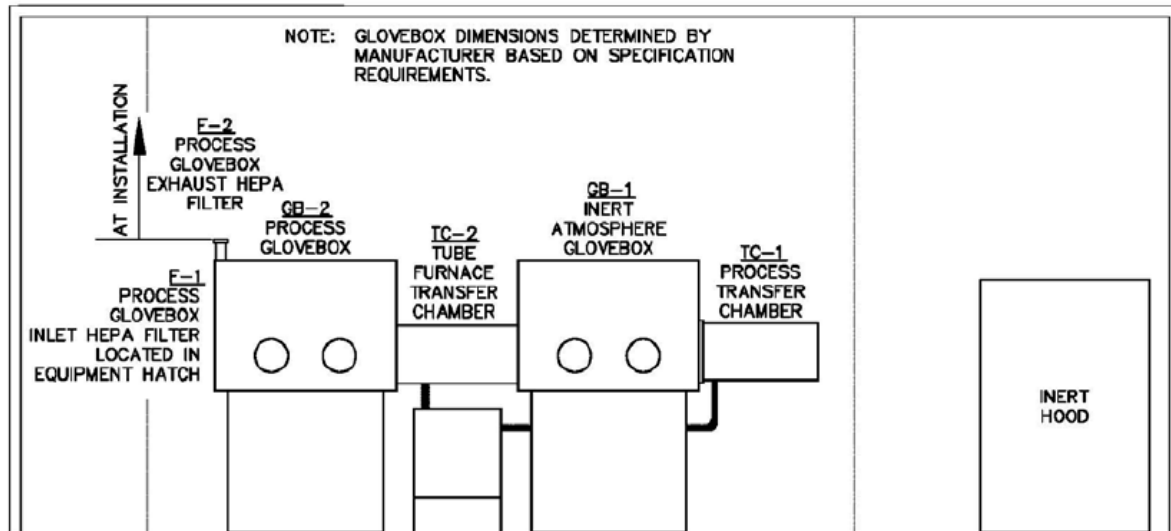 NOTE: GLOVEBOX DIMENSIONS DETERMINED BY
MANUFACTURER BASED ON SPECIFICATION
REQUIREMENTS.
AT INSTALLATION
F-2
PROCESS
GLOVEBOX
EXHAUST HEPA
FILTER
GB-2
PROCESS
GLOVEBOX
TC-2
TUBE
FURNACE
TRANSFER
CHAMBER
GB-1
INERT
ATMOSPHERE
GLOVEBOX
TC-1
PROCESS
TRANSFER
CHAMBER
F-1
PROCESS
GLOVEBOX
INLET HEPA FILTER
LOCATED IN
EQUIPMENT HATCH
INERT
HOOD